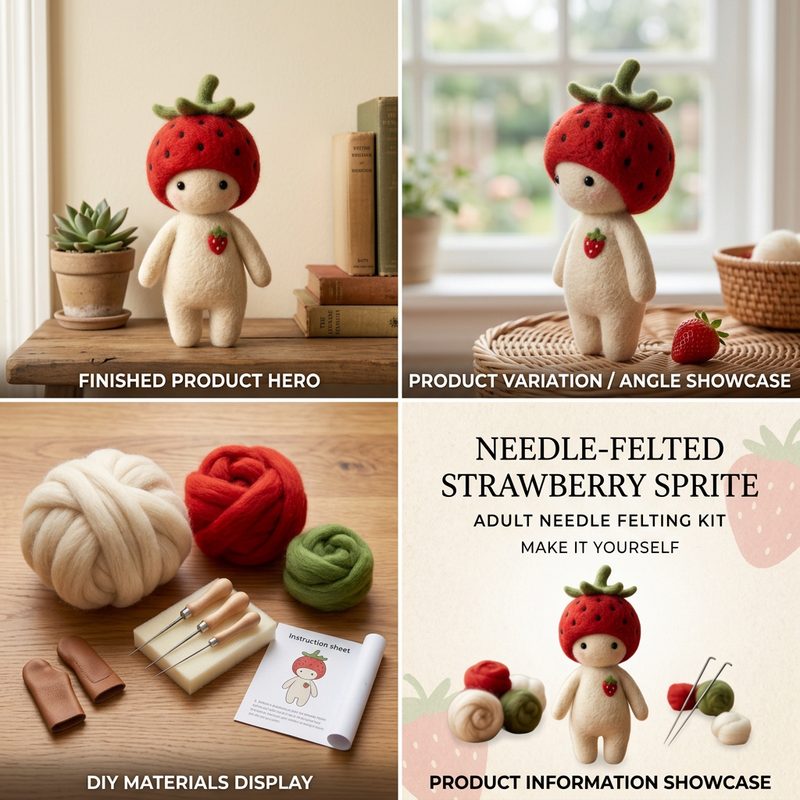 FINISHED PRODUCT HERO
PRODUCT VARIATION / ANGLE SHOWCASE
Instruction sheet
DIY MATERIALS DISPLAY
NEEDLE-FELTED
STRAWBERRY SPRITE
ADULT NEEDLE FELTING KIT
MAKE IT YOURSELF
PRODUCT INFORMATION SHOWCASE